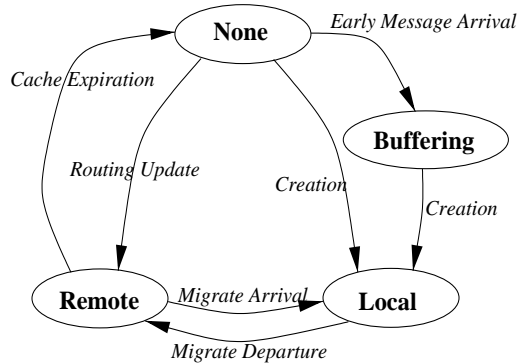 Early Message Arrival
None
Cache Expiration
Buffering
Routing Update
Creation
Creation
Migrate Arrival
Remote
Local
Migrate Departure